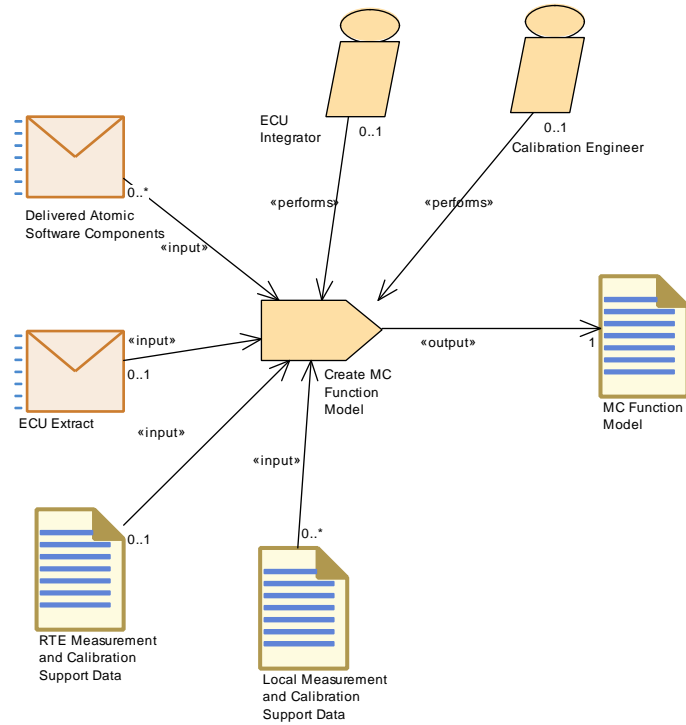 ECU
Integrator
0..1
0..1
Calibration Engineer
0..*
Delivered Atomic
Software Components
«performs»
«performs»
«input»
«input»
0..1
ECU Extract
Create MC
Function
Model
«output»
1
MC Function
Model
«input»
«input»
0..1
0..*
RTE Measurement
and Calibration
Support Data
Local Measurement
and Calibration
Support Data